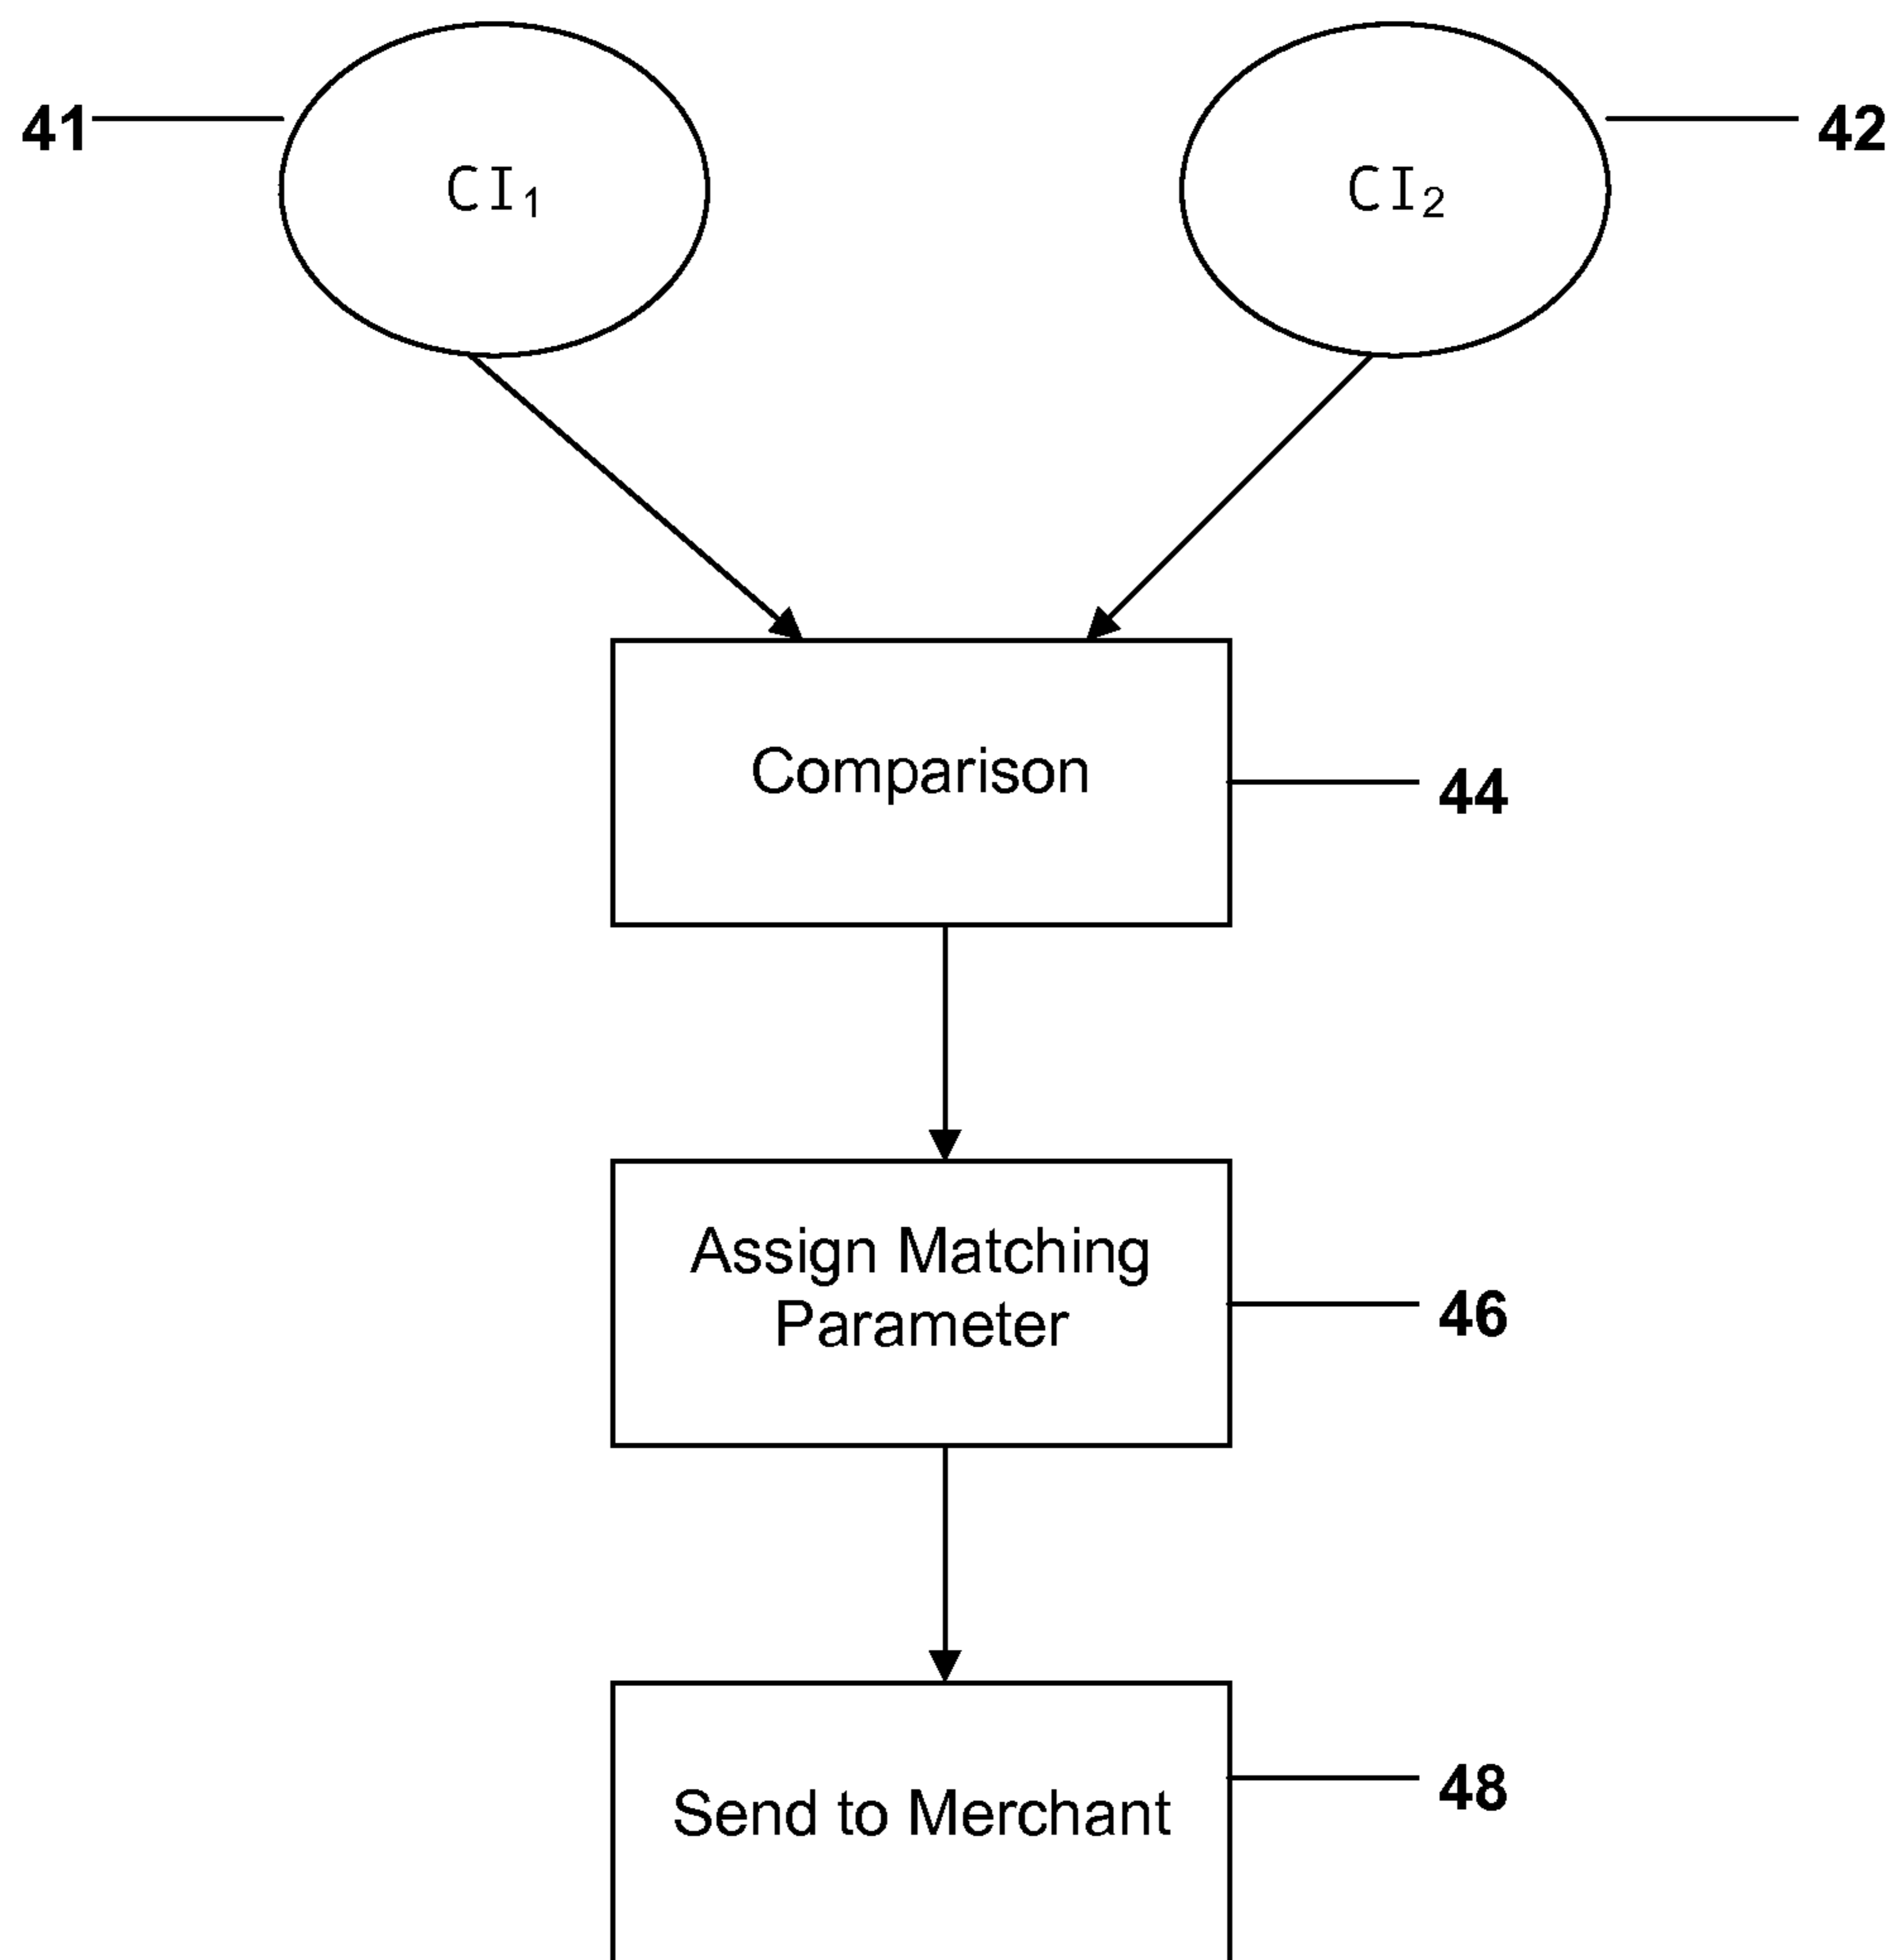 41
CI₁
CI₂
42
Comparison
44
Assign Matching
Parameter
46
Send to Merchant
48